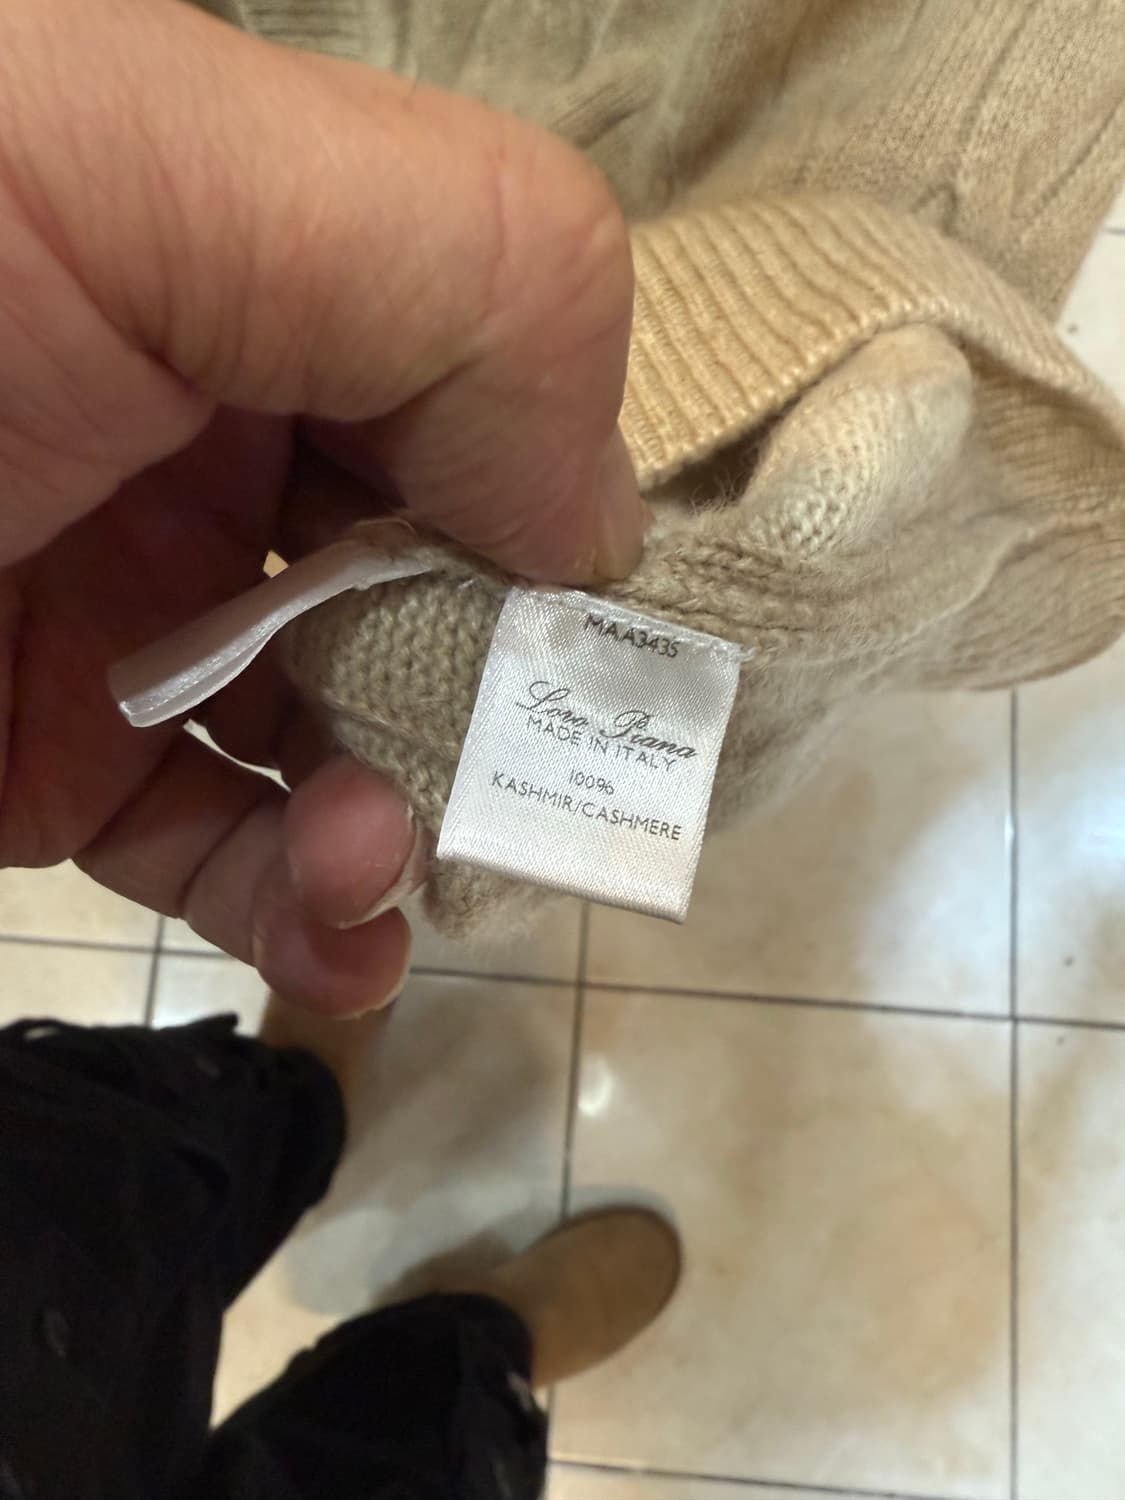 MAA3435
Loro Piana
MADE IN ITALY
100%
KASHMIR/CASHMERE